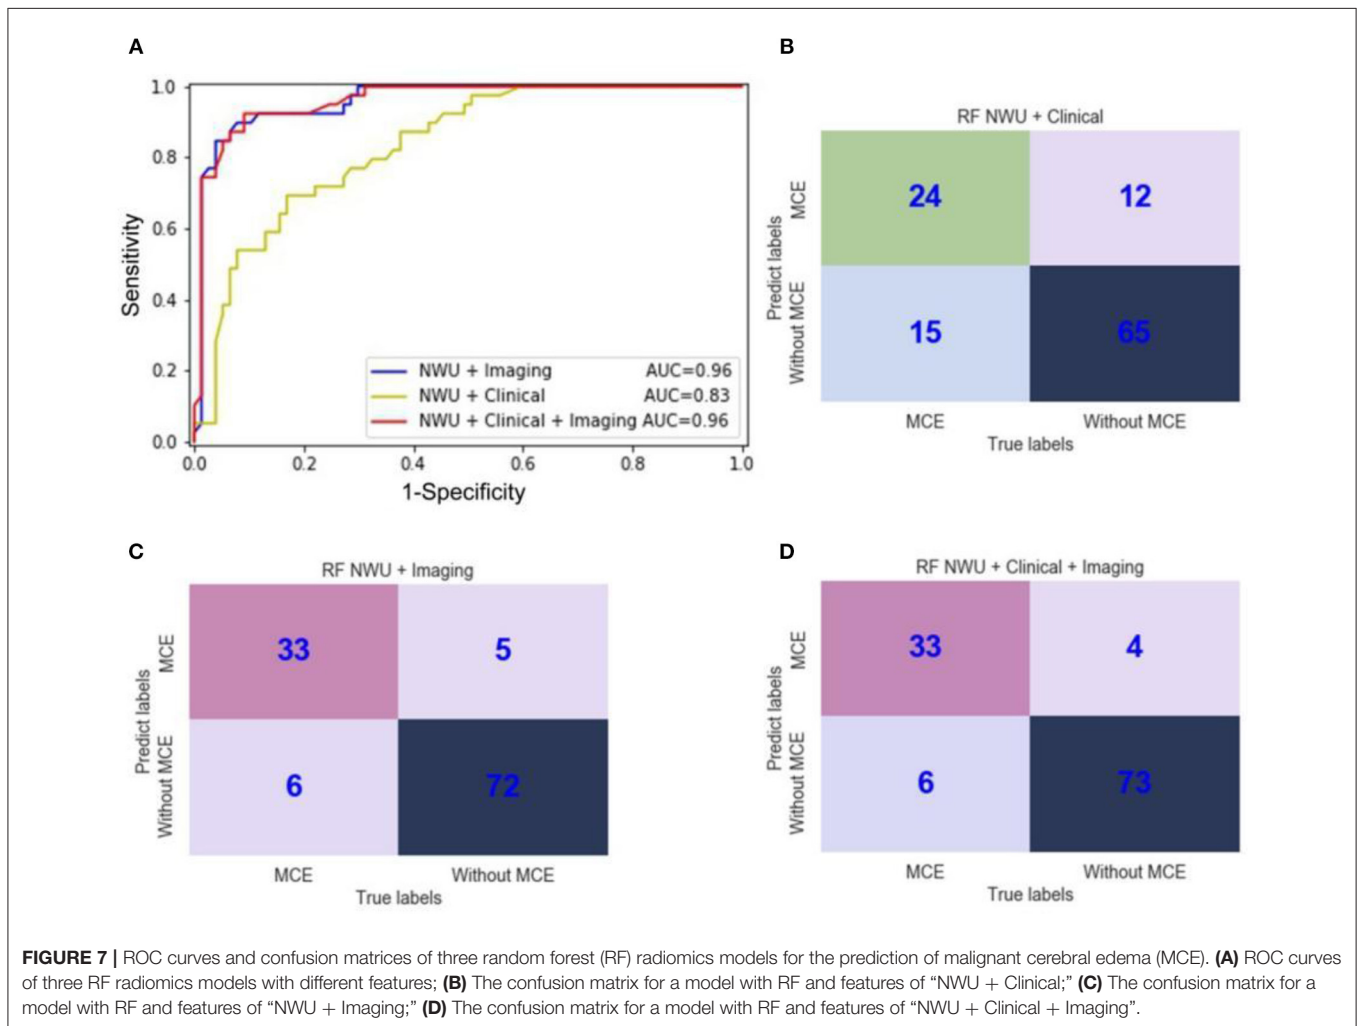 A
1.0
0.8
0.6
0.4
0.2
0.0
Sensitivity
NWU + Imaging AUC=0.96
NWU + Clinical AUC=0.83
NWU + Clinical + Imaging AUC=0.96
0.0 0.2 0.4 0.6 0.8 1.0
1-Specificity
B
RF NWU + Clinical
Predict labels
MCE
24 12
Without MCE
15 65
MCE Without MCE
True labels
C
RF NWU + Imaging
Predict labels
MCE
33 5
Without MCE
6 72
MCE Without MCE
True labels
D
RF NWU + Clinical + Imaging
Predict labels
MCE
33 4
Without MCE
6 73
MCE Without MCE
True labels
FIGURE 7 | ROC curves and confusion matrices of three random forest (RF) radiomics models for the prediction of malignant cerebral edema (MCE). (A) ROC curves
of three RF radiomics models with different features; (B) The confusion matrix for a model with RF and features of “NWU + Clinical;” (C) The confusion matrix for a
model with RF and features of “NWU + Imaging;” (D) The confusion matrix for a model with RF and features of “NWU + Clinical + Imaging”.